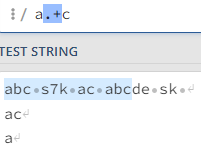 / a.+c
TEST STRING
abc s7k ac abcde sk
ac
a